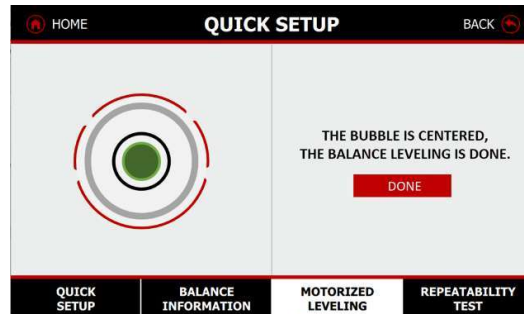 HOME
QUICK SETUP
BACK
THE BUBBLE IS CENTERED,
THE BALANCE LEVELING IS DONE.
DONE
QUICK
SETUP
BALANCE
INFORMATION
MOTORIZED
LEVELING
REPEATABILITY
TEST